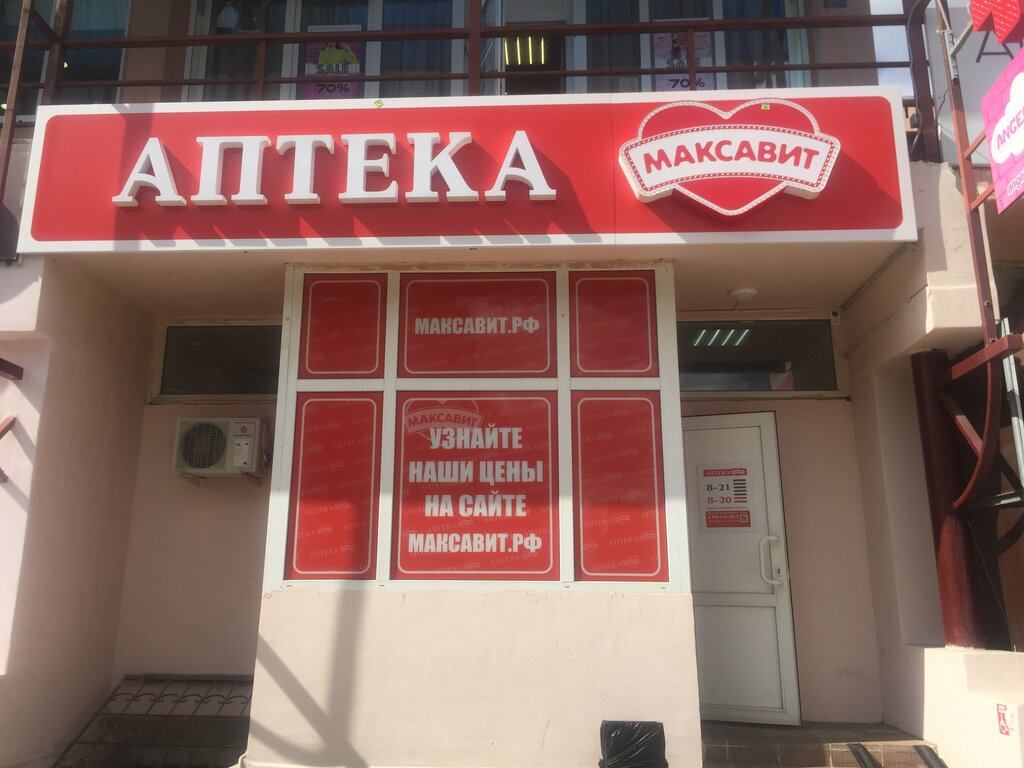 SALE
70%
70%
АПТЕКА
МАКСАВИТ
ANGE
МАКСАВИТ.РФ
МАКСАВИТ
УЗНАЙТЕ
НАШИ ЦЕНЫ
НА САЙТЕ
МАКСАВИТ.РФ
АПТЕКА
8-21
8-20